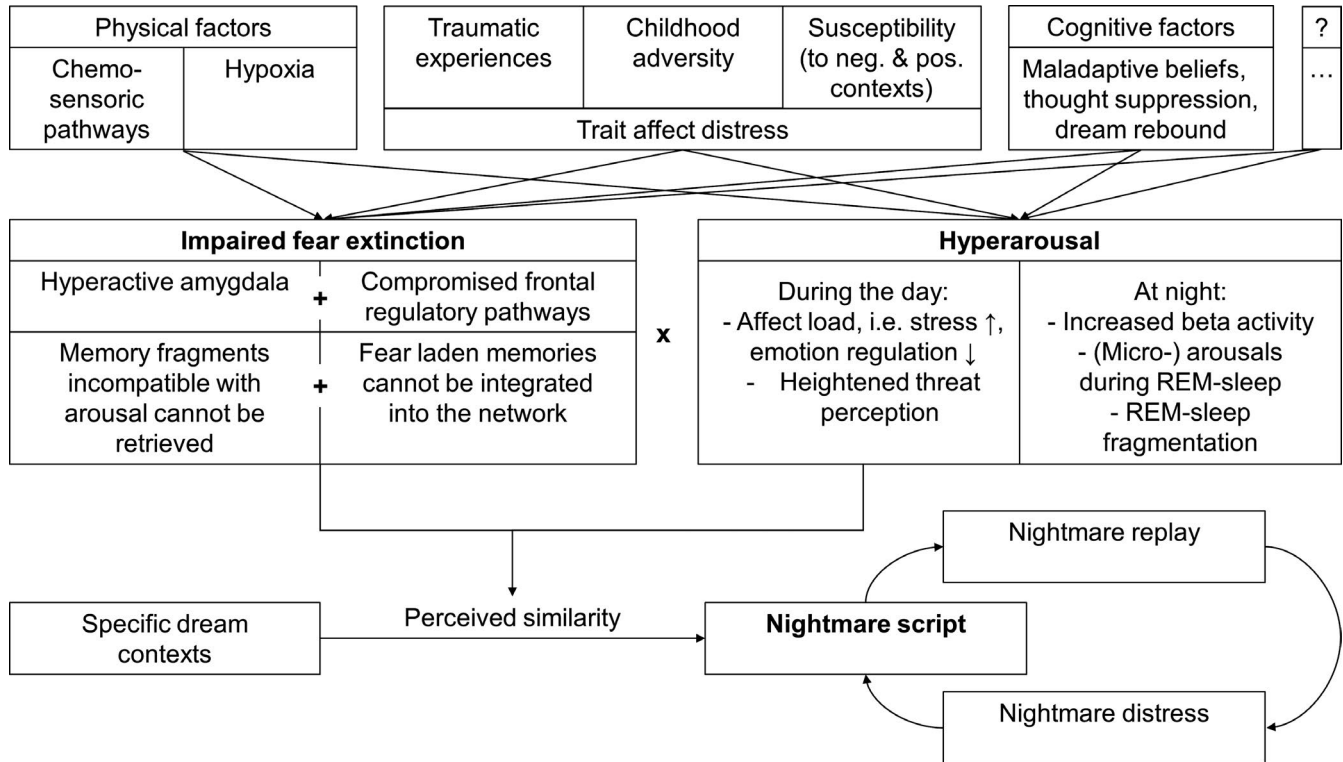 Physical factors
Chemo-
sensoric
pathways
Hypoxia
Traumatic
experiences
Childhood
adversity
Susceptibility
(to neg. & pos.
contexts)
Trait affect distress
Cognitive factors
Maladaptive beliefs,
thought suppression,
dream rebound
?
...
Impaired fear extinction
Hyperactive amygdala
+
Compromised frontal
regulatory pathways
Memory fragments
incompatible with
arousal cannot be
retrieved
+
Fear laden memories
cannot be integrated
into the network
x
Hyperarousal
During the day:
- Affect load, i.e. stress ↑,
emotion regulation ↓
- Heightened threat
perception
At night:
- Increased beta activity
- (Micro-) arousals
during REM-sleep
- REM-sleep
fragmentation
Specific dream
contexts
Perceived similarity
Nightmare script
Nightmare replay
Nightmare distress